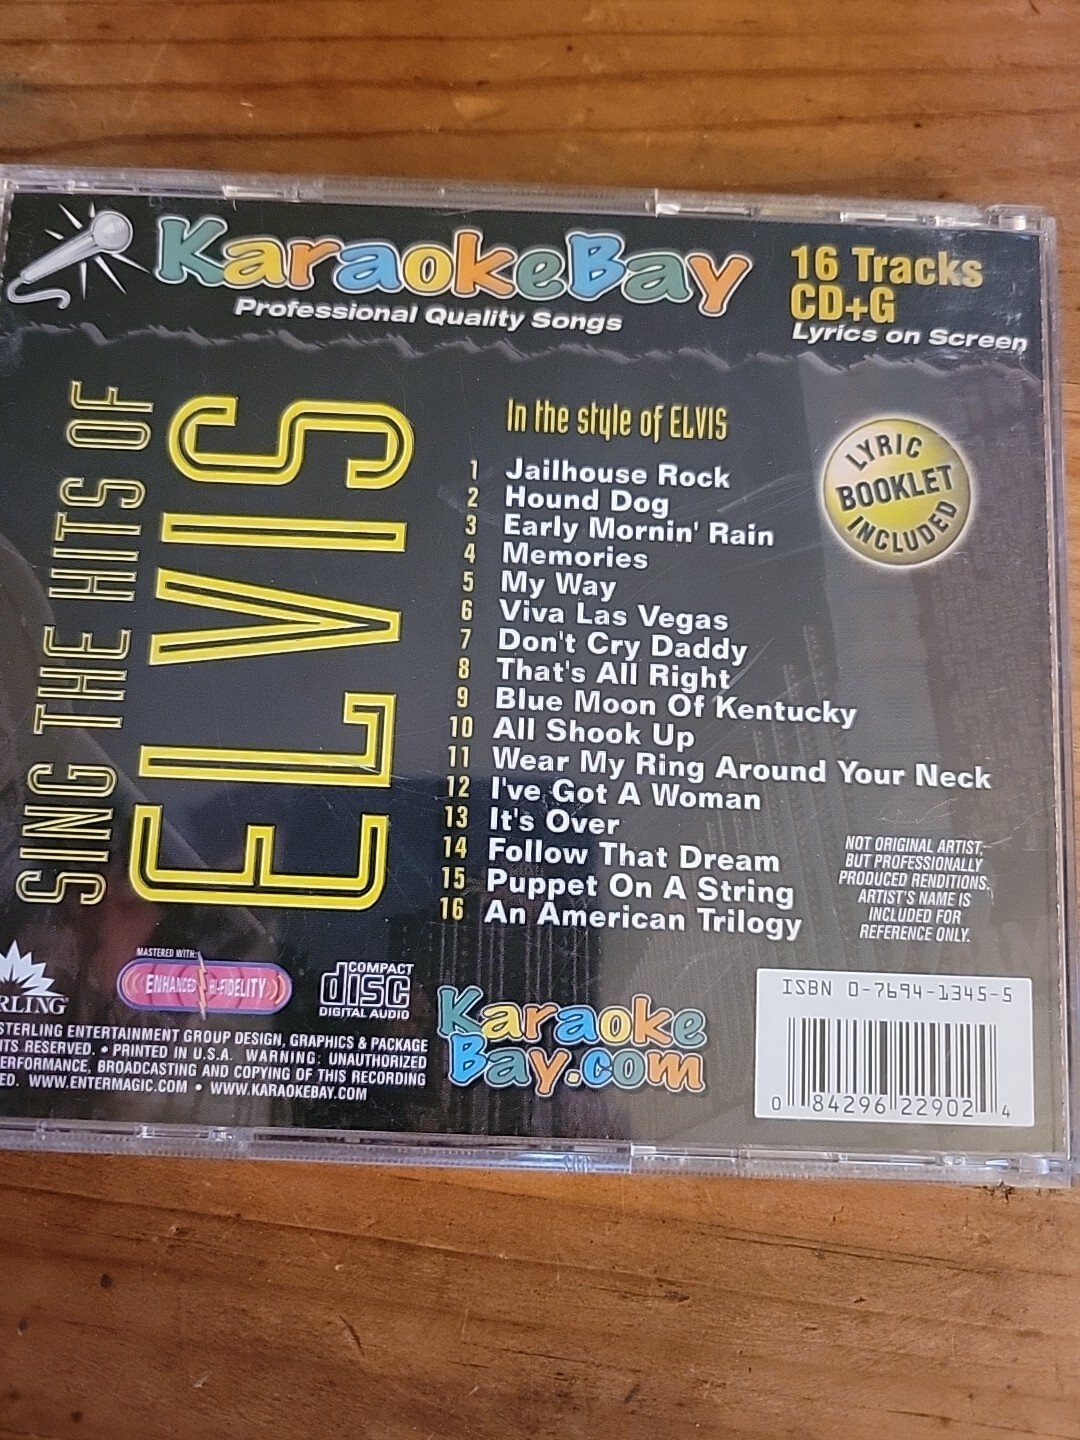 KaraokeBay
Professional Quality Songs
16 Tracks
CD+G
Lyrics on Screen
SING THE HITS OF
ELVIS
In the style of ELVIS
LYRIC
BOOKLET
INCLUDED
1 Jailhouse Rock
2 Hound Dog
3 Early Mornin' Rain
4 Memories
5 My Way
6 Viva Las Vegas
7 Don't Cry Daddy
8 That's All Right
9 Blue Moon Of Kentucky
10 All Shook Up
11 Wear My Ring Around Your Neck
12 I've Got A Woman
13 It's Over
14 Follow That Dream
15 Puppet On A String
16 An American Trilogy
NOT ORIGINAL ARTIST,
BUT PROFESSIONALLY
PRODUCED RENDITIONS.
ARTIST'S NAME IS
INCLUDED FOR
REFERENCE ONLY.
RLING
MASTERED WITH:
ENHANCED HI-FIDELITY
COMPACT
disc
DIGITAL AUDIO
STERLING ENTERTAINMENT GROUP DESIGN, GRAPHICS & PACKAGE
TS RESERVED. • PRINTED IN U.S.A. WARNING: UNAUTHORIZED
ERFORMANCE, BROADCASTING AND COPYING OF THIS RECORDING
ED. WWW.ENTERMAGIC.COM • WWW.KARAOKEBAY.COM
Karaoke
Bay.com
ISBN 0-7694-1345-5
0 84296 22902 4